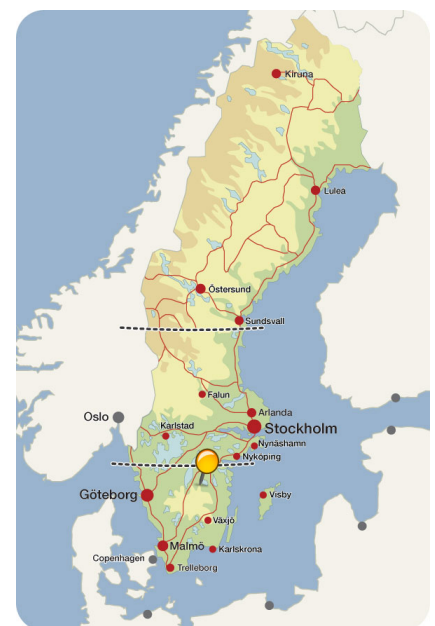 Kiruna
Lulea
Östersund
Sundsvall
Falun
Arlanda
Oslo
Karlstad
Stockholm
Nynäshamn
Nyköping
Göteborg
Visby
Växjö
Malmö
Karlskrona
Copenhagen
Trelleborg